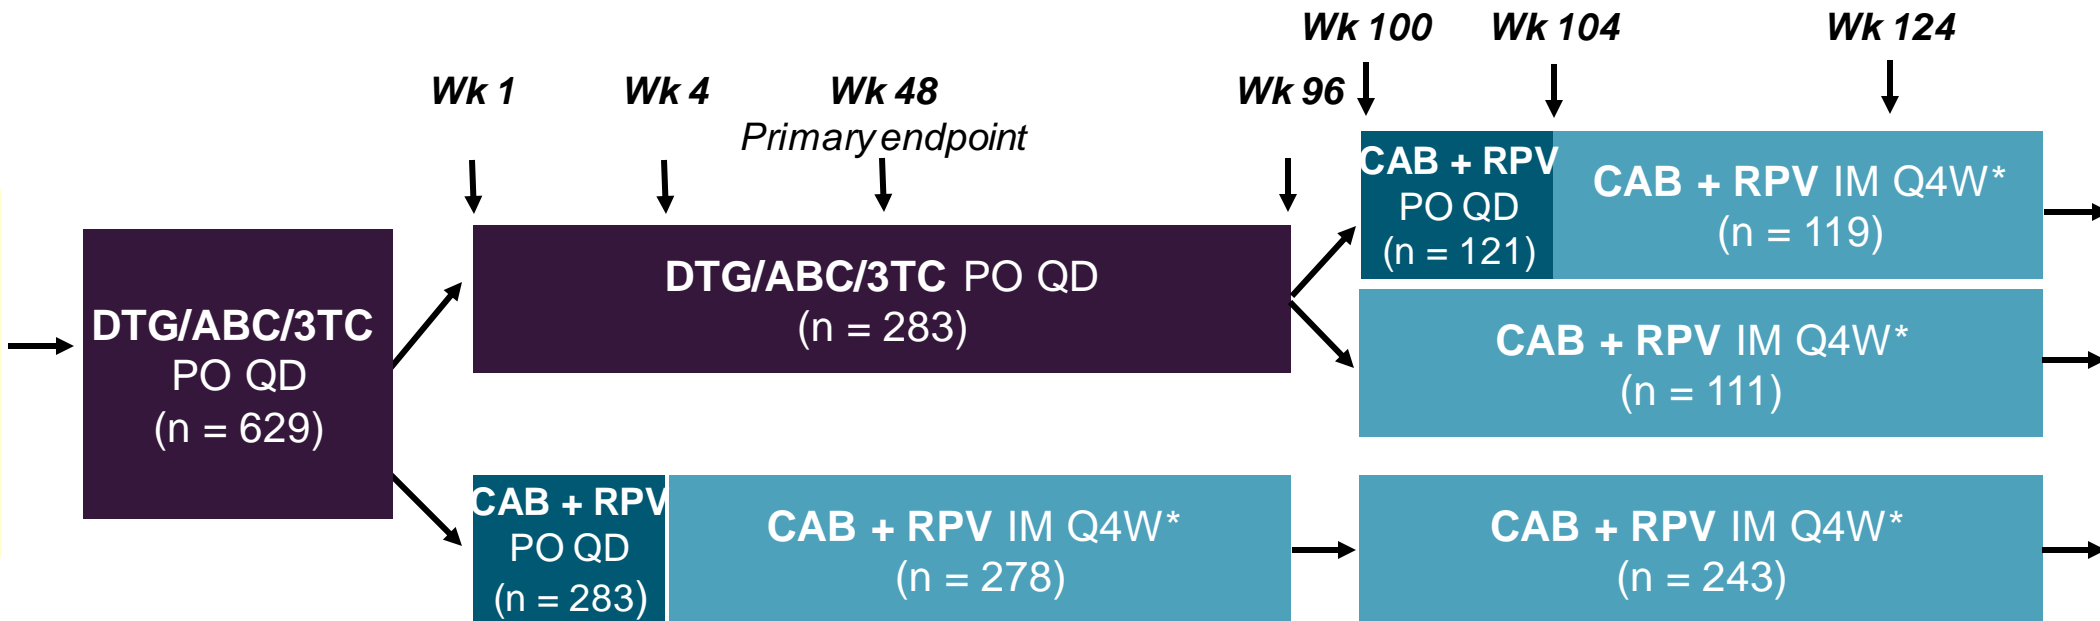 Wk 100
Wk 104
Wk 124
Wk 1
Wk 4
Wk 48
Primary endpoint
Wk 96
DTG/ABC/3TC
PO QD
(n = 629)
DTG/ABC/3TC PO QD
(n = 283)
CAB + RPV
PO QD
(n = 121)
CAB + RPV IM Q4W*
(n = 119)
CAB + RPV IM Q4W*
(n = 111)
CAB + RPV
PO QD
(n = 283)
CAB + RPV IM Q4W*
(n = 278)
CAB + RPV IM Q4W*
(n = 243)